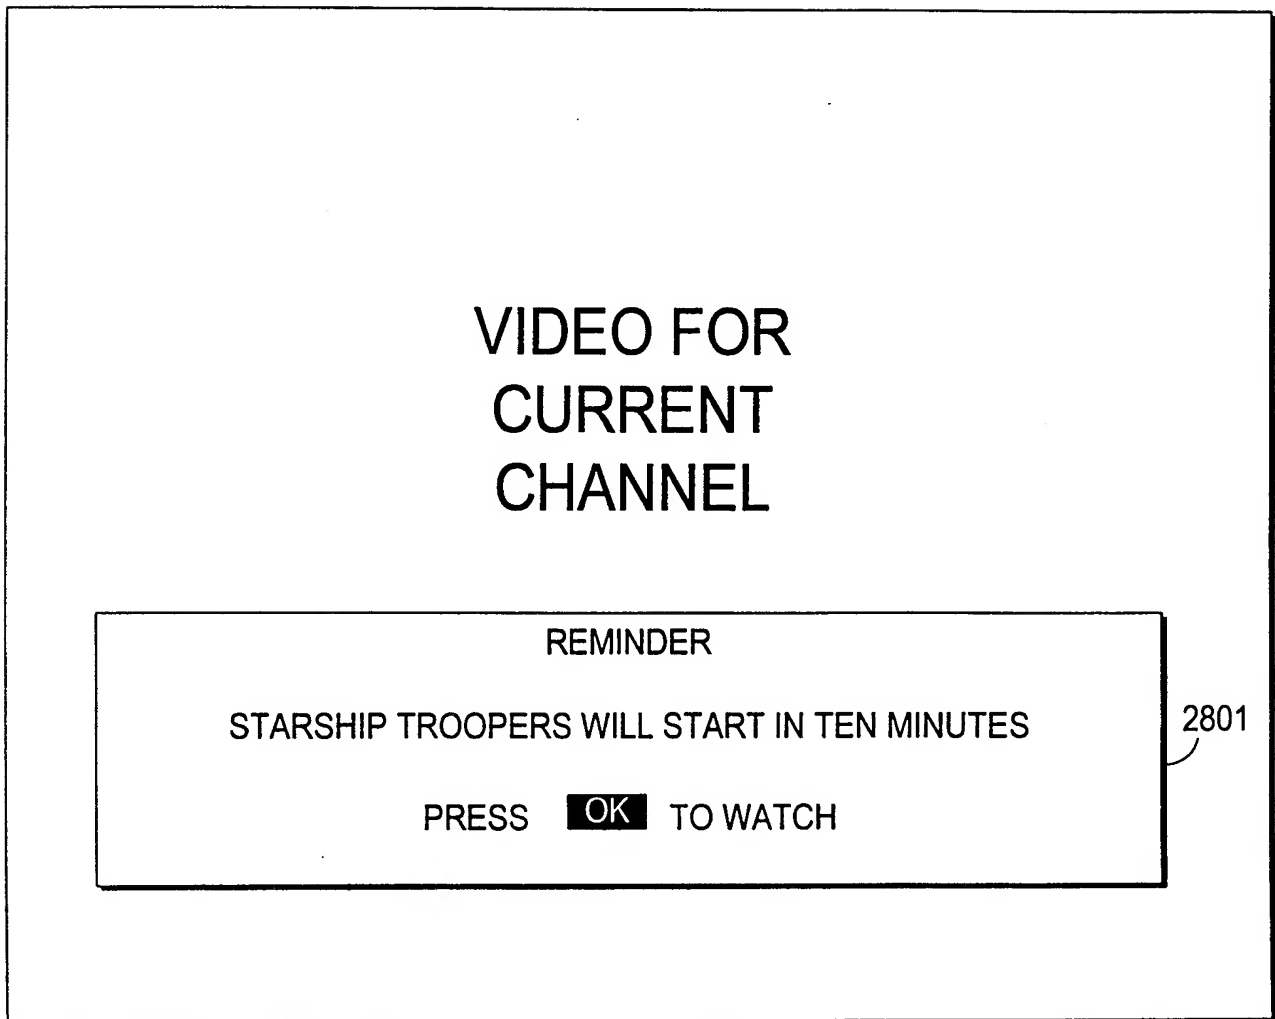 VIDEO FOR
CURRENT
CHANNEL
REMINDER
STARSHIP TROOPERS WILL START IN TEN MINUTES
2801
PRESS OK TO WATCH